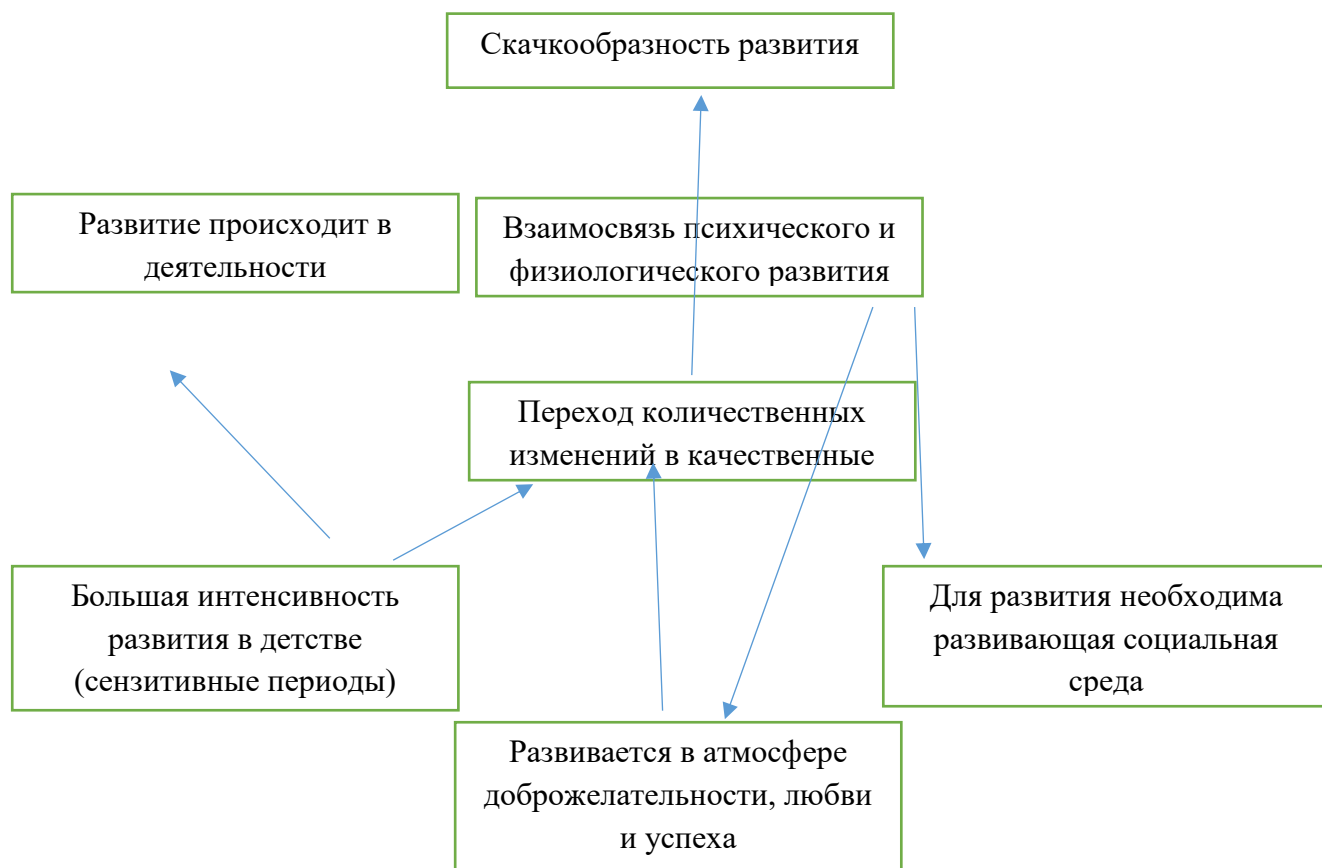 Скачкообразность развития
Развитие происходит в
деятельности
Взаимосвязь психического и
физиологического развития
Переход количественных
изменений в качественные
Большая интенсивность
развития в детстве
(сензитивные периоды)
Для развития необходима
развивающая социальная
среда
Развивается в атмосфере
доброжелательности, любви
и успеха